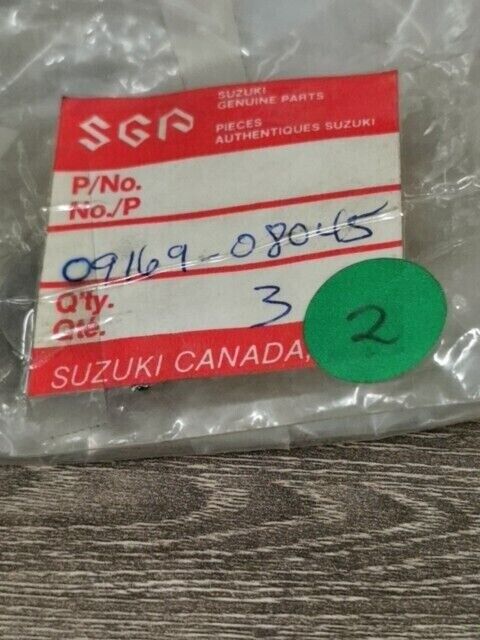 SGP
SUZUKI
GENUINE PARTS
PIECES
AUTHENTIQUES SUZUKI
P/No.
No./P
09169-08045
Q'ty.
Qté.
3
2
SUZUKI CANADA,